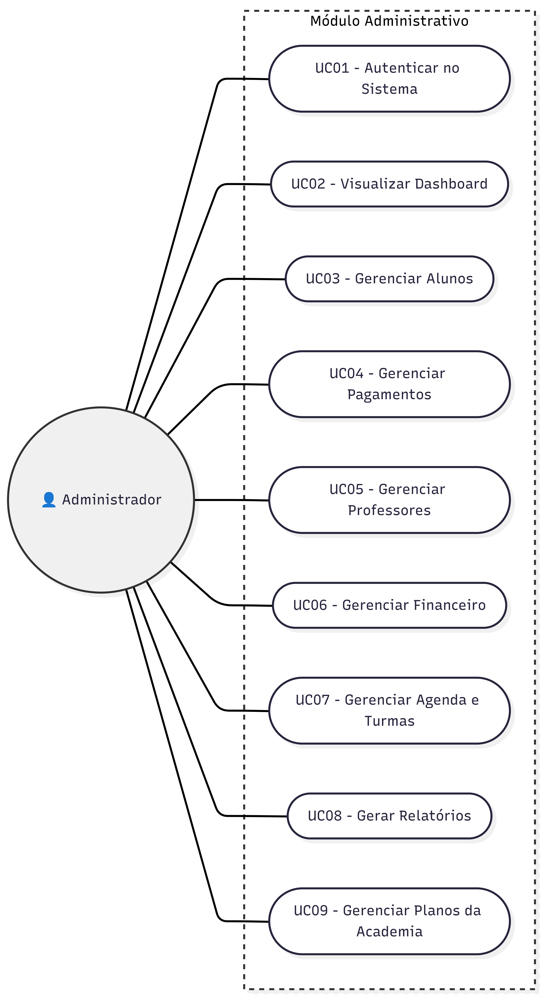 Módulo Administrativo
UC01 - Autenticar no
Sistema
UC02 - Visualizar Dashboard
UC03 - Gerenciar Alunos
UC04 - Gerenciar
Pagamentos
👤 Administrador
UC05 - Gerenciar
Professores
UC06 - Gerenciar Financeiro
UC07 - Gerenciar Agenda e
Turmas
UC08 - Gerar Relatórios
UC09 - Gerenciar Planos da
Academia